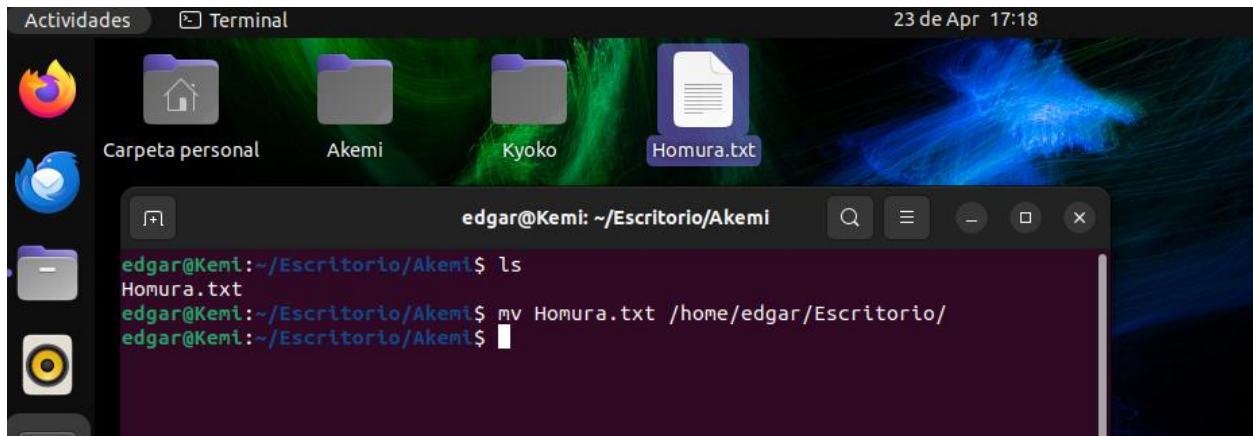 Actividades Terminal 23 de Apr 17:18
Carpeta personal Akemi Kyoko Homura.txt
edgar@Kemi: ~/Escritorio/Akemi
edgar@Kemi:~/Escritorio/Akemi$ ls
Homura.txt
edgar@Kemi:~/Escritorio/Akemi$ mv Homura.txt /home/edgar/Escritorio/
edgar@Kemi:~/Escritorio/Akemi$